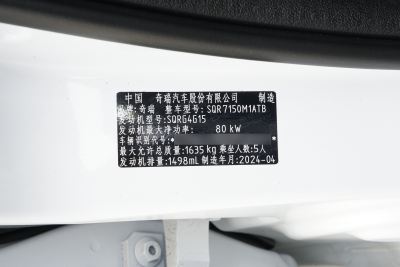 中国 奇瑞汽车股份有限公司 制造
品牌:奇瑞 整车型号:SQR7150M1ATB
发动机型号:SQRG4G15
发动机最大净功率: 80 kW
车辆识别代号:* *
最大允许总质量:1635 kg 乘坐人数:5人
发动机排量:1498mL 制造年月:2024-04